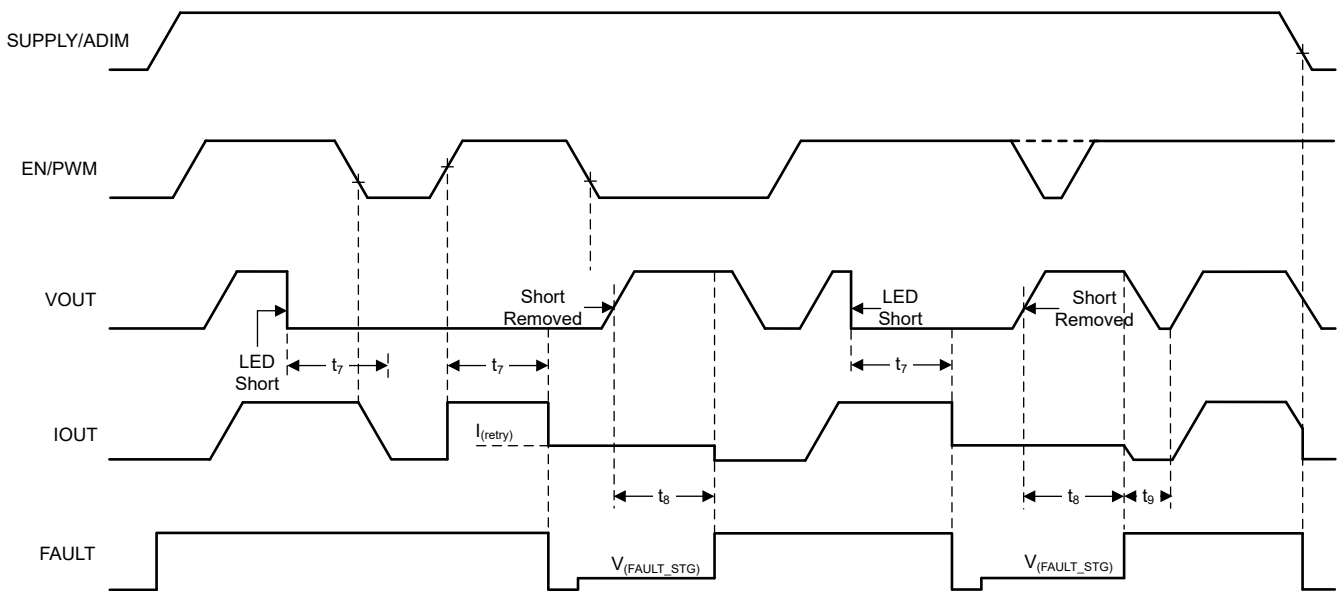 SUPPLY/ADIM
EN/PWM
VOUT
LED
Short
t7
t7
Short
Removed
LED
Short
t7
Short
Removed
IOUT
I(retry)
t8
t8
t9
FAULT
V(FAULT_STG)
V(FAULT_STG)